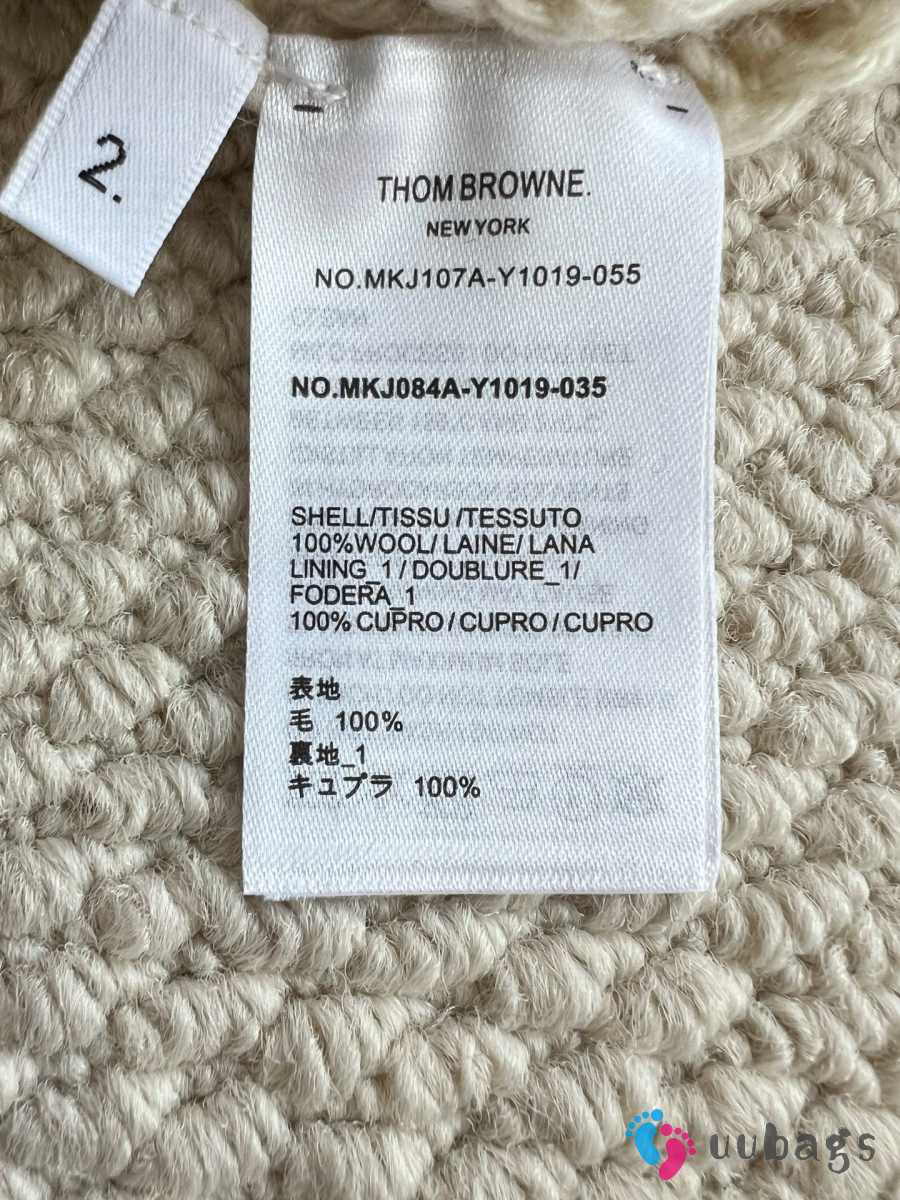 2.
THOM BROWNE.
NEW YORK
NO.MKJ107A-Y1019-055
NO.MKJ084A-Y1019-035
SHELL/TISSU /TESSUTO
100%WOOL/ LAINE/ LANA
LINING_1 / DOUBLURE_1/
FODERA_1
100% CUPRO / CUPRO / CUPRO
表地
毛 100%
裏地_1
キュプラ 100%
uubags